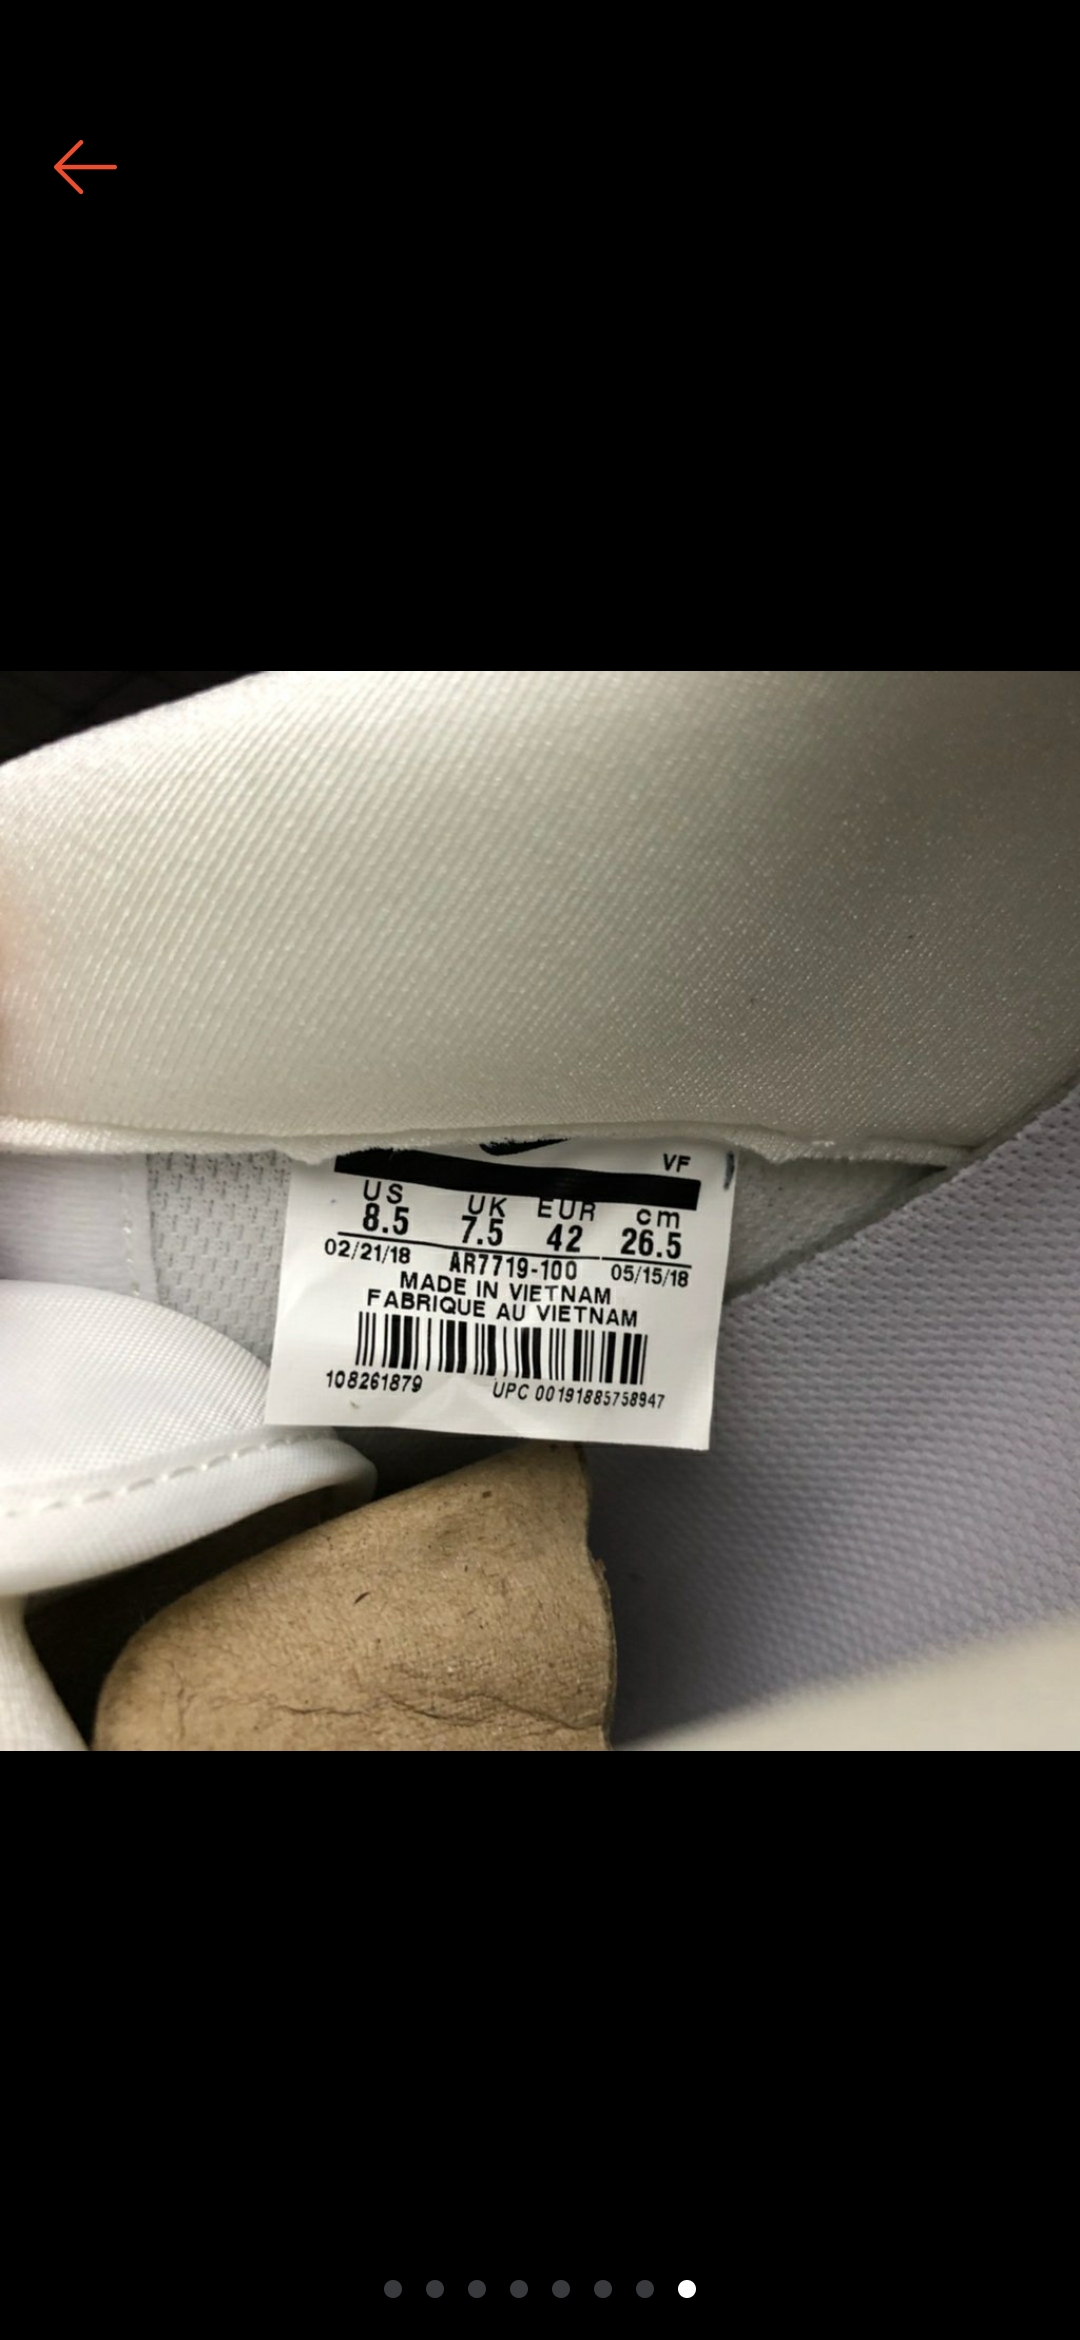 VF
US UK EUR cm
8.5 7.5 42 26.5
02/21/18 AR7719-100 05/15/18
MADE IN VIETNAM
FABRIQUE AU VIETNAM
108261879 UPC 00191885758947